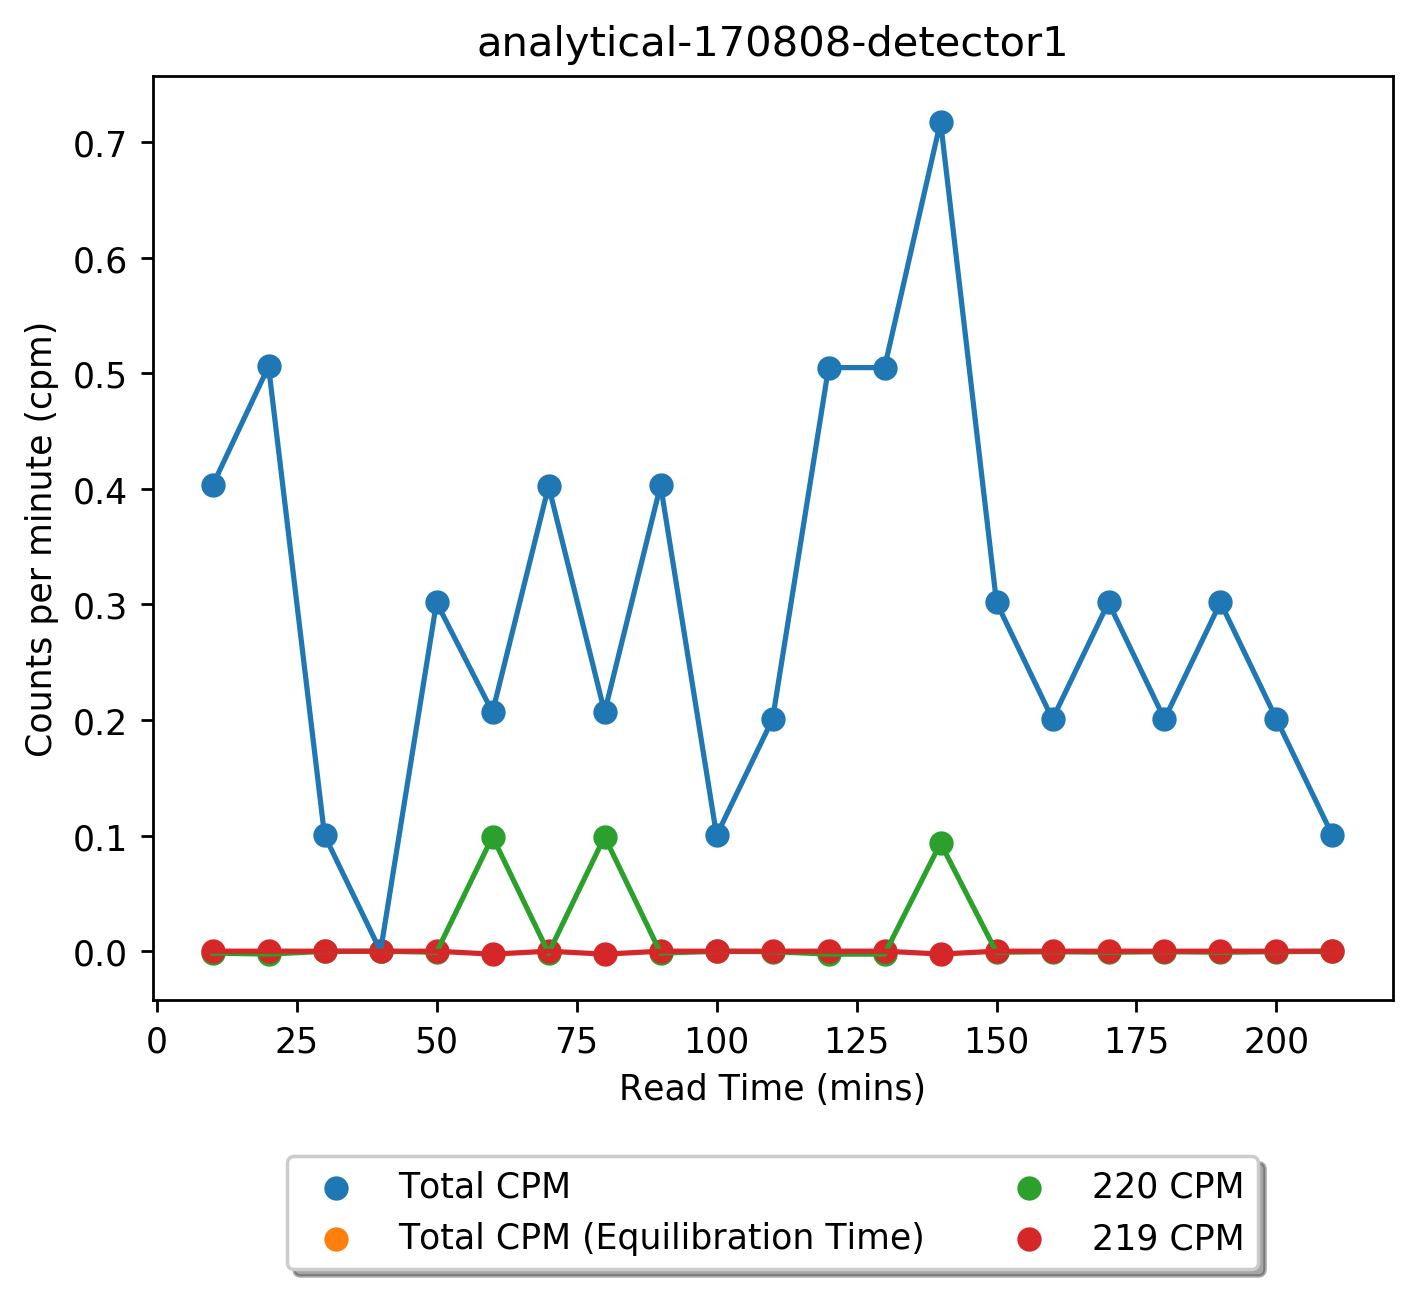 analytical-170808-detector1
Counts per minute (cpm)
0.7
0.6
0.5
0.4
0.3
0.2
0.1
0.0
0 25 50 75 100 125 150 175 200
Read Time (mins)
Total CPM
Total CPM (Equilibration Time)
220 CPM
219 CPM